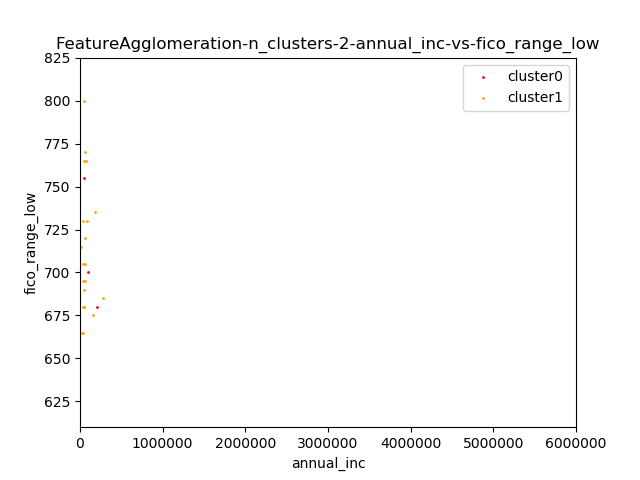 FeatureAgglomeration-n_clusters-2-annual_inc-vs-fico_range_low
cluster0
cluster1
825
800
775
750
725
700
675
650
625
fico_range_low
0 1000000 2000000 3000000 4000000 5000000 6000000
annual_inc